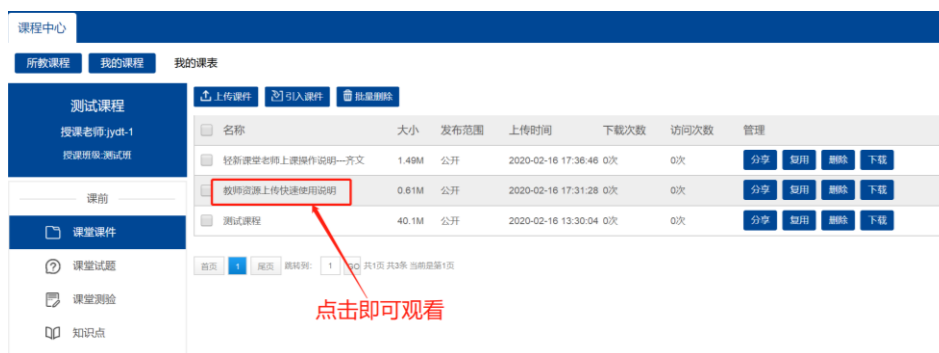 课程中心
所教课程 我的课程 我的课表
测试课程
授课老师:jydt-1
授课班级:测试班
课前
课堂课件
课堂试题
课堂测验
知识点
上传课件 引入课件 批量删除
名称 大小 发布范围 上传时间 下载次数 访问次数 管理
轻新课堂老师上课操作说明---齐文 1.49M 公开 2020-02-16 17:36:46 0次 0次 分享 复用 删除 下载
教师资源上传快速使用说明 0.61M 公开 2020-02-16 17:31:28 0次 0次 分享 复用 删除 下载
测试课程 40.1M 公开 2020-02-16 13:30:04 0次 0次 分享 复用 删除 下载
首页 1 尾页 跳转到: 1 GO 共1页 共3条 当前是第1页
点击即可观看